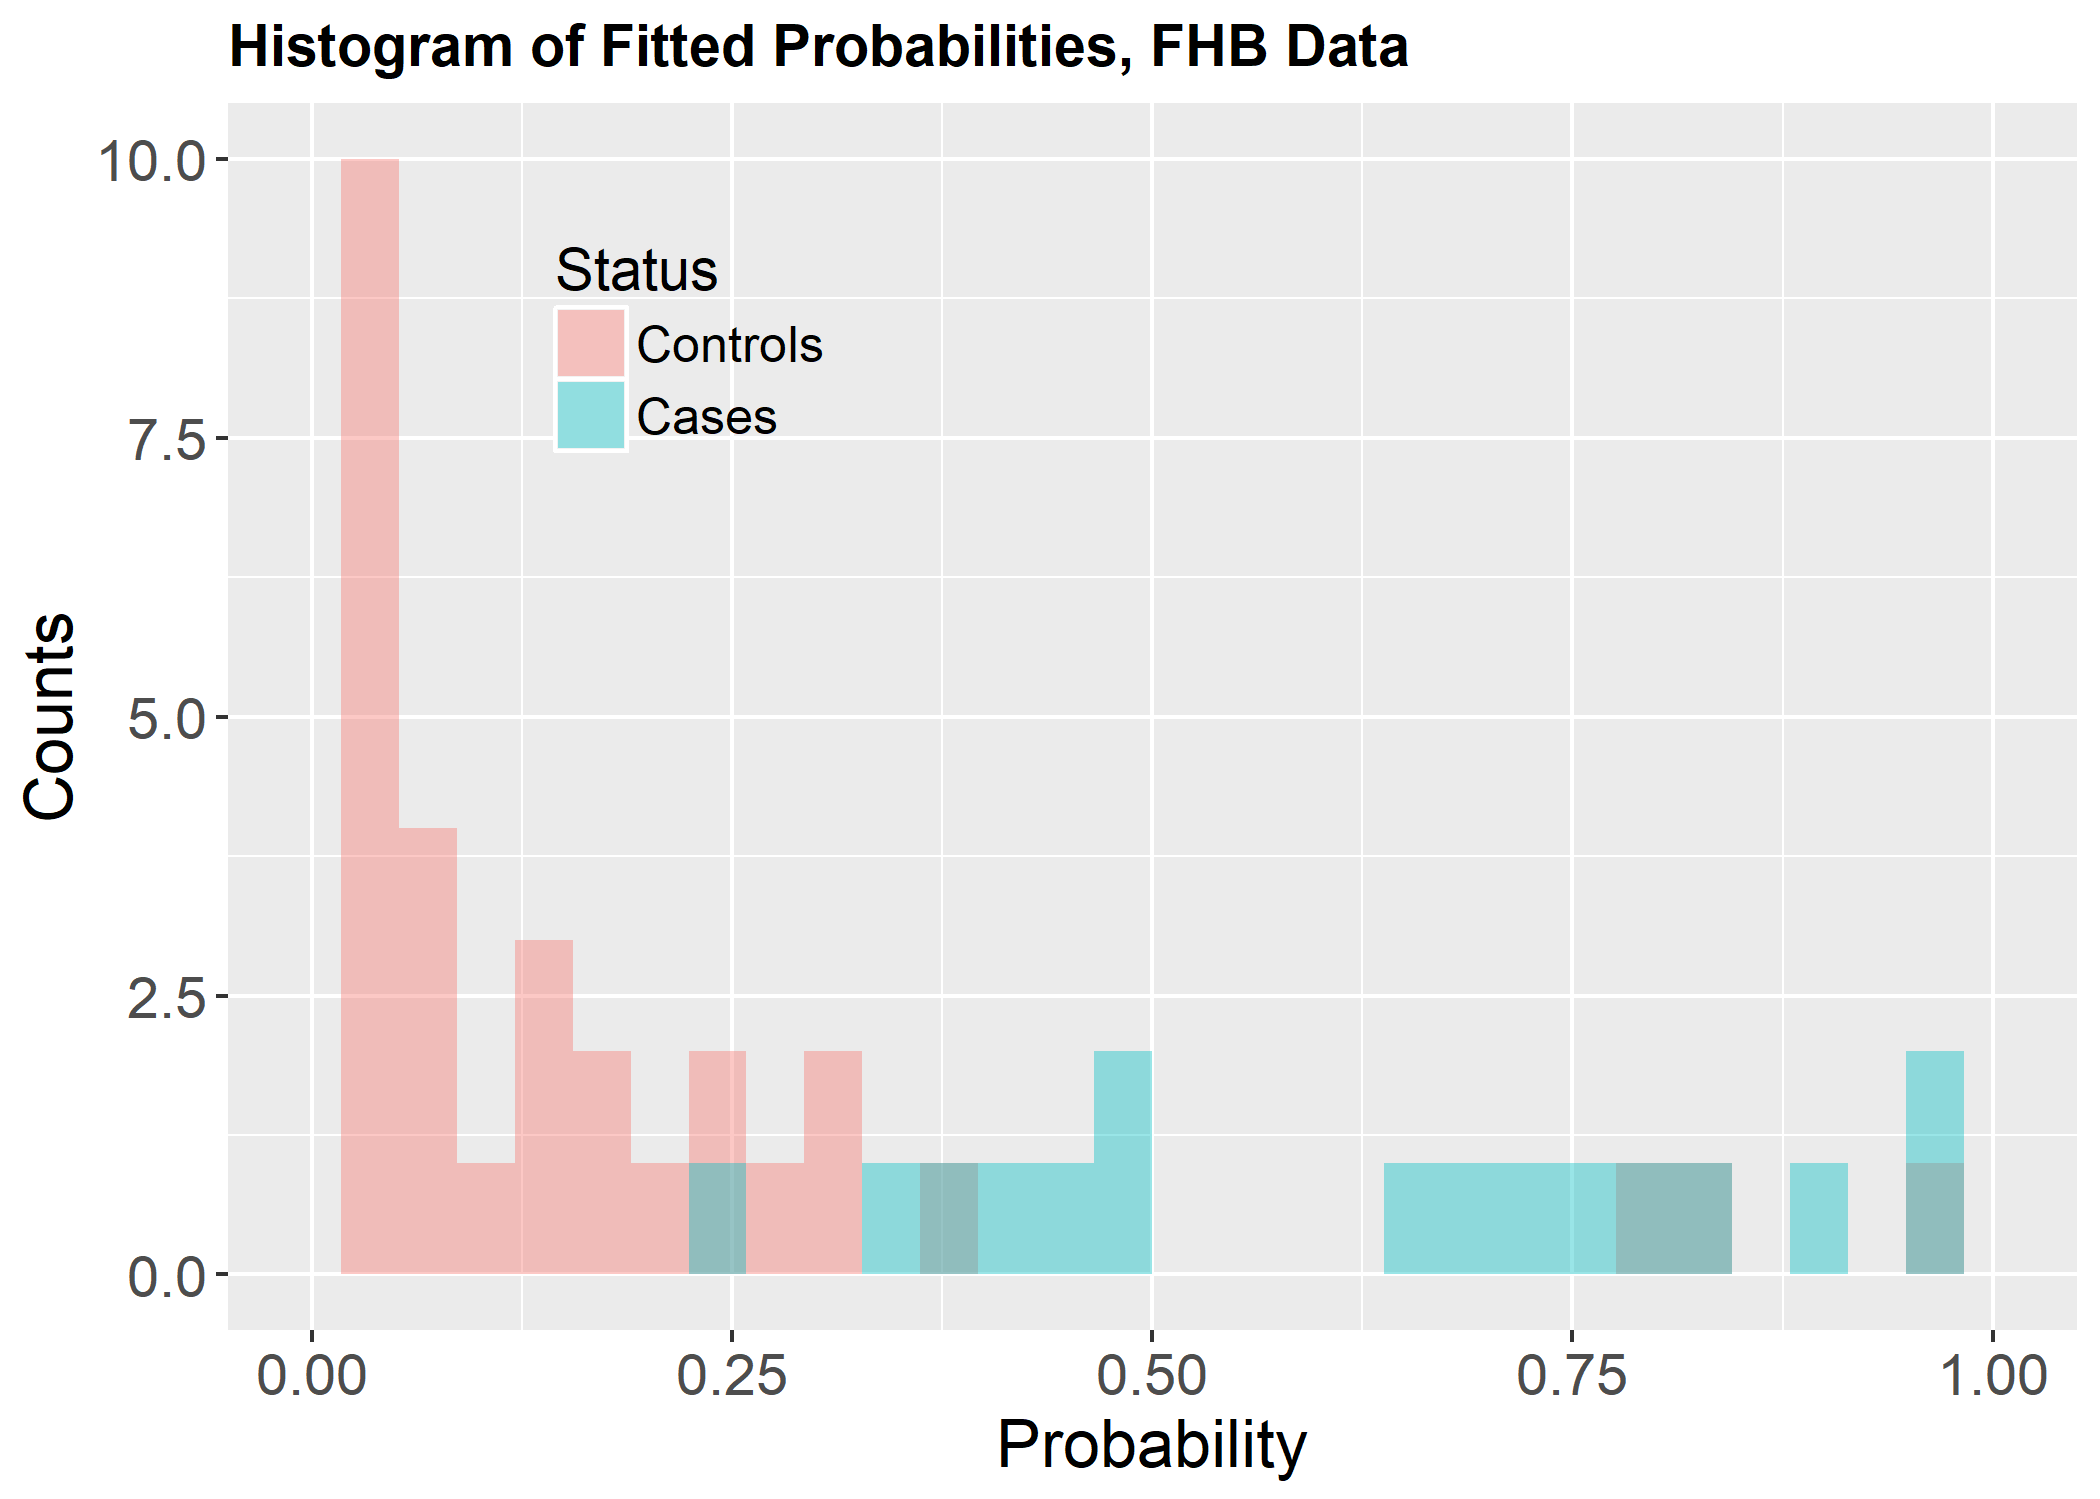 Histogram of Fitted Probabilities, FHB Data
10.0
7.5
5.0
2.5
0.0
Counts
Status
Controls
Cases
0.00
0.25
0.50
0.75
1.00
Probability